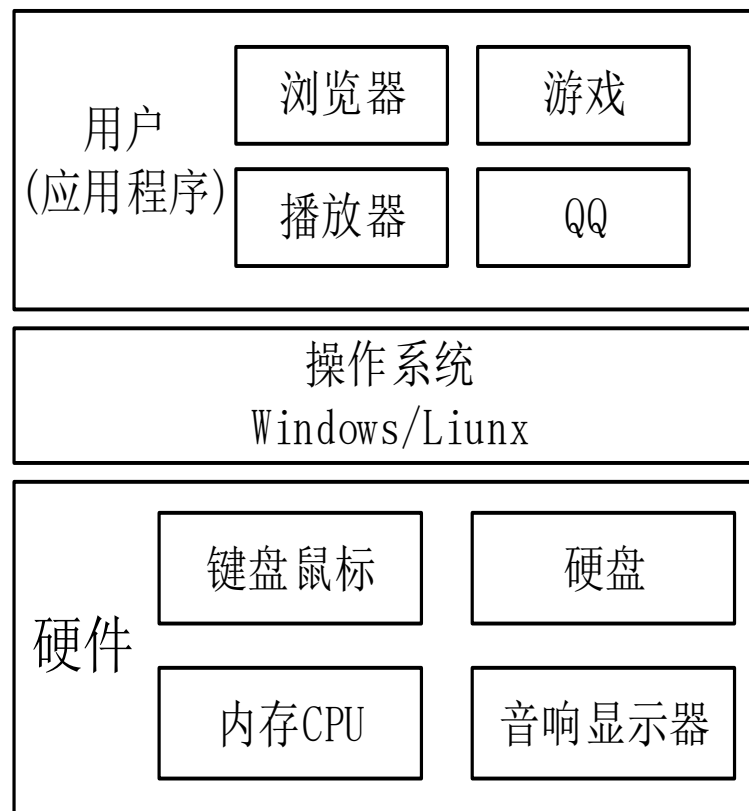 用户
(应用程序)
浏览器
游戏
播放器
QQ
操作系统
Windows/Liunx
硬件
键盘鼠标
硬盘
内存CPU
音响显示器